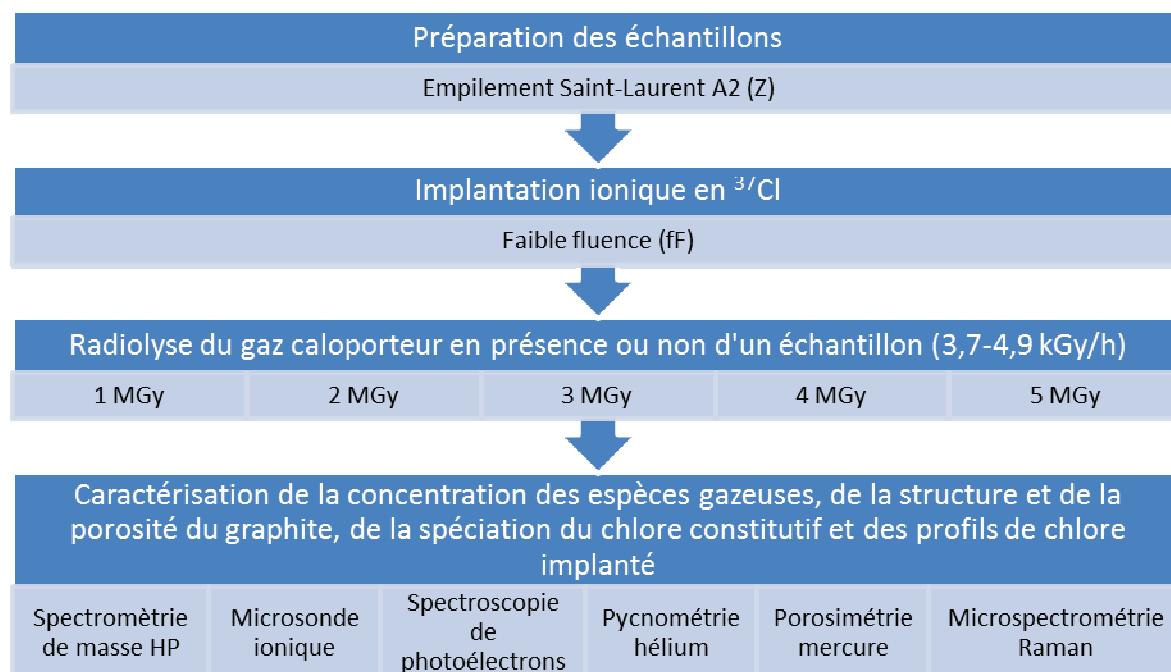 Préparation des échantillons
Empilement Saint-Laurent A2 (Z)
Implantation ionique en ³⁷Cl
Faible fluence (fF)
Radiolyse du gaz caloporteur en présence ou non d'un échantillon (3,7-4,9 kGy/h)
1 MGy
2 MGy
3 MGy
4 MGy
5 MGy
Caractérisation de la concentration des espèces gazeuses, de la structure et de la
porosité du graphite, de la spéciation du chlore constitutif et des profils de chlore
implanté
Spectromètrie
de masse HP
Microsonde
ionique
Spectroscopie
de
photoélectrons
Pycnométrie
hélium
Porosimétrie
mercure
Microspectrométrie
Raman